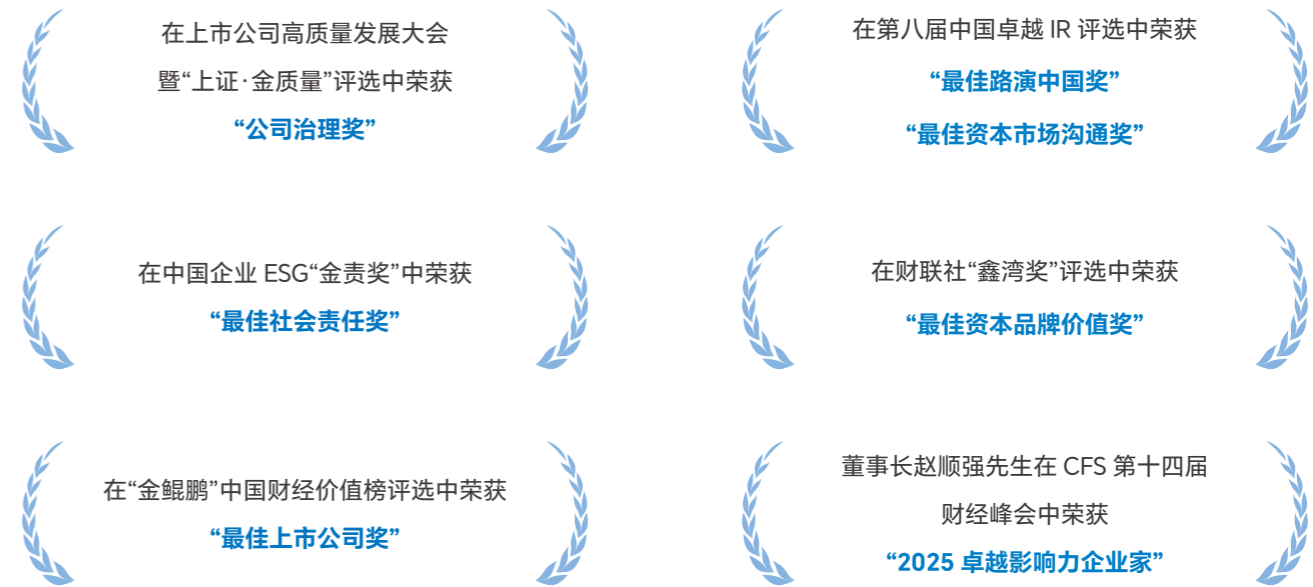 在上市公司高质量发展大会
暨“上证·金质量”评选中荣获
“公司治理奖”
在第八届中国卓越 IR 评选中荣获
“最佳路演中国奖”
“最佳资本市场沟通奖”
在中国企业 ESG“金责奖”中荣获
“最佳社会责任奖”
在财联社“鑫湾奖”评选中荣获
“最佳资本品牌价值奖”
在“金鲲鹏”中国财经价值榜评选中荣获
“最佳上市公司奖”
董事长赵顺强先生在 CFS 第十四届
财经峰会中荣获
“2025 卓越影响力企业家”